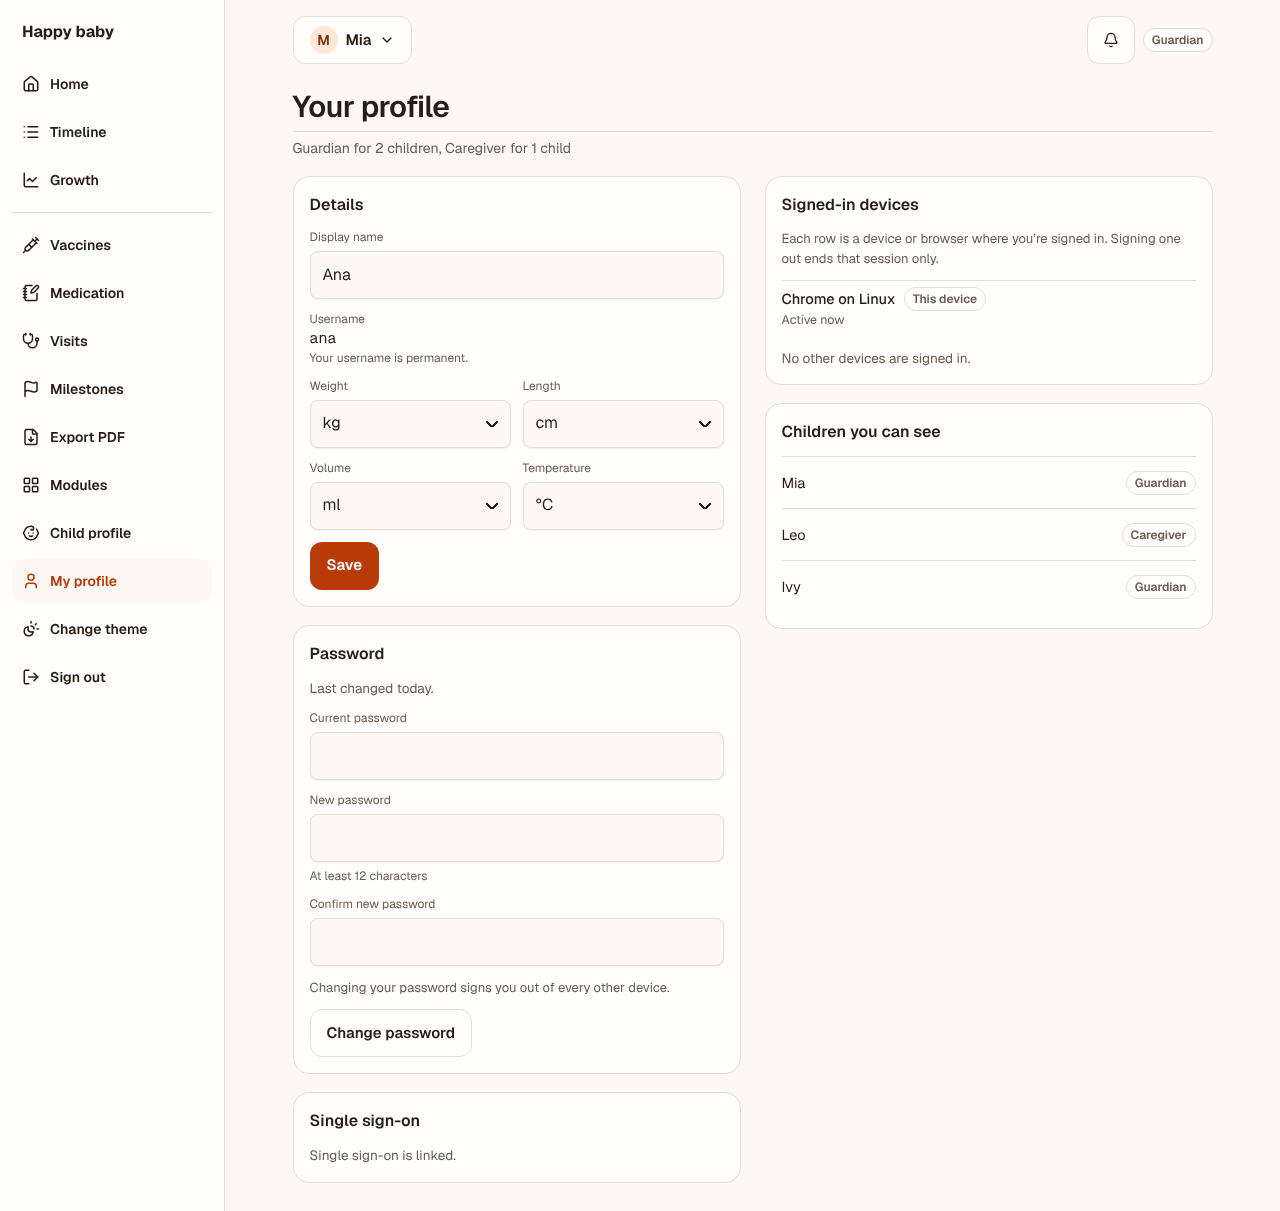 Happy baby
Home
Timeline
Growth
Vaccines
Medication
Visits
Milestones
Export PDF
Modules
Child profile
My profile
Change theme
Sign out
M Mia
Guardian
Your profile
Guardian for 2 children, Caregiver for 1 child
Details
Display name
Ana
Username
ana
Your username is permanent.
Weight Length
kg cm
Volume Temperature
ml °C
Save
Password
Last changed today.
Current password
New password
At least 12 characters
Confirm new password
Changing your password signs you out of every other device.
Change password
Single sign-on
Single sign-on is linked.
Signed-in devices
Each row is a device or browser where you're signed in. Signing one
out ends that session only.
Chrome on Linux This device
Active now
No other devices are signed in.
Children you can see
Mia Guardian
Leo Caregiver
Ivy Guardian